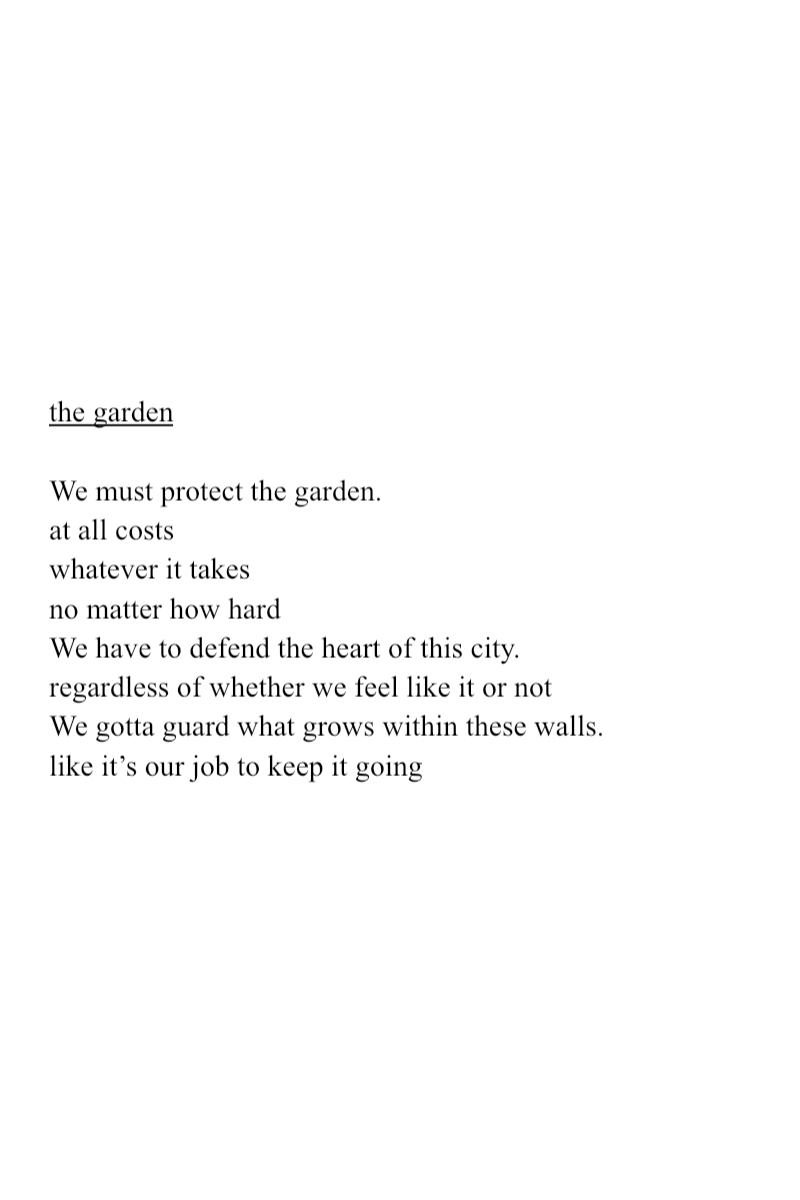 the garden
We must protect the garden.
at all costs
whatever it takes
no matter how hard
We have to defend the heart of this city.
regardless of whether we feel like it or not
We gotta guard what grows within these walls.
like it’s our job to keep it going